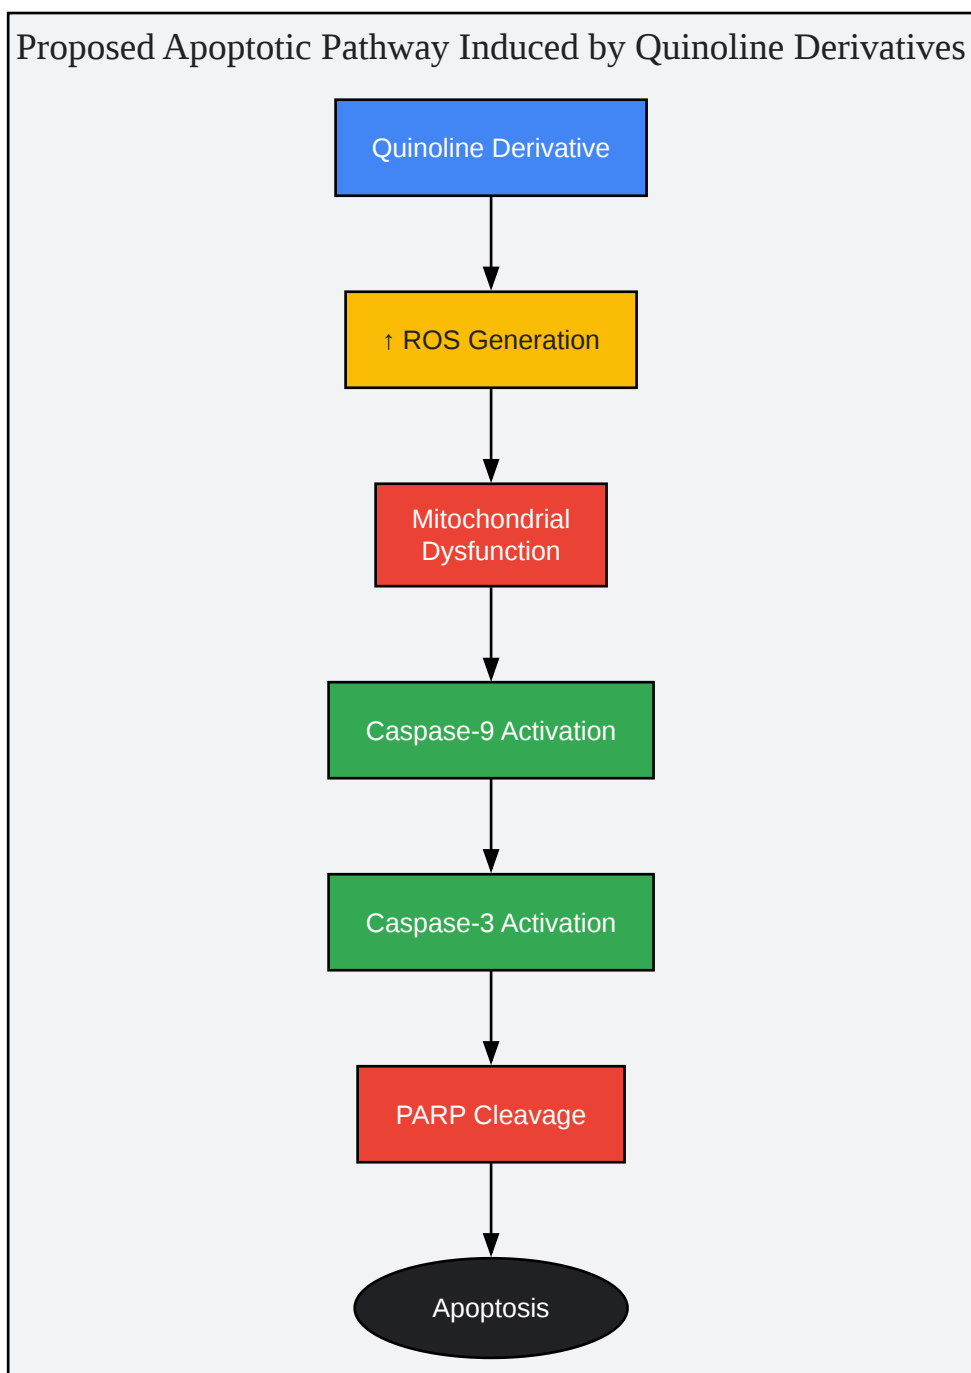 Proposed Apoptotic Pathway Induced by Quinoline Derivatives
Quinoline Derivative
↑ ROS Generation
Mitochondrial
Dysfunction
Caspase-9 Activation
Caspase-3 Activation
PARP Cleavage
Apoptosis